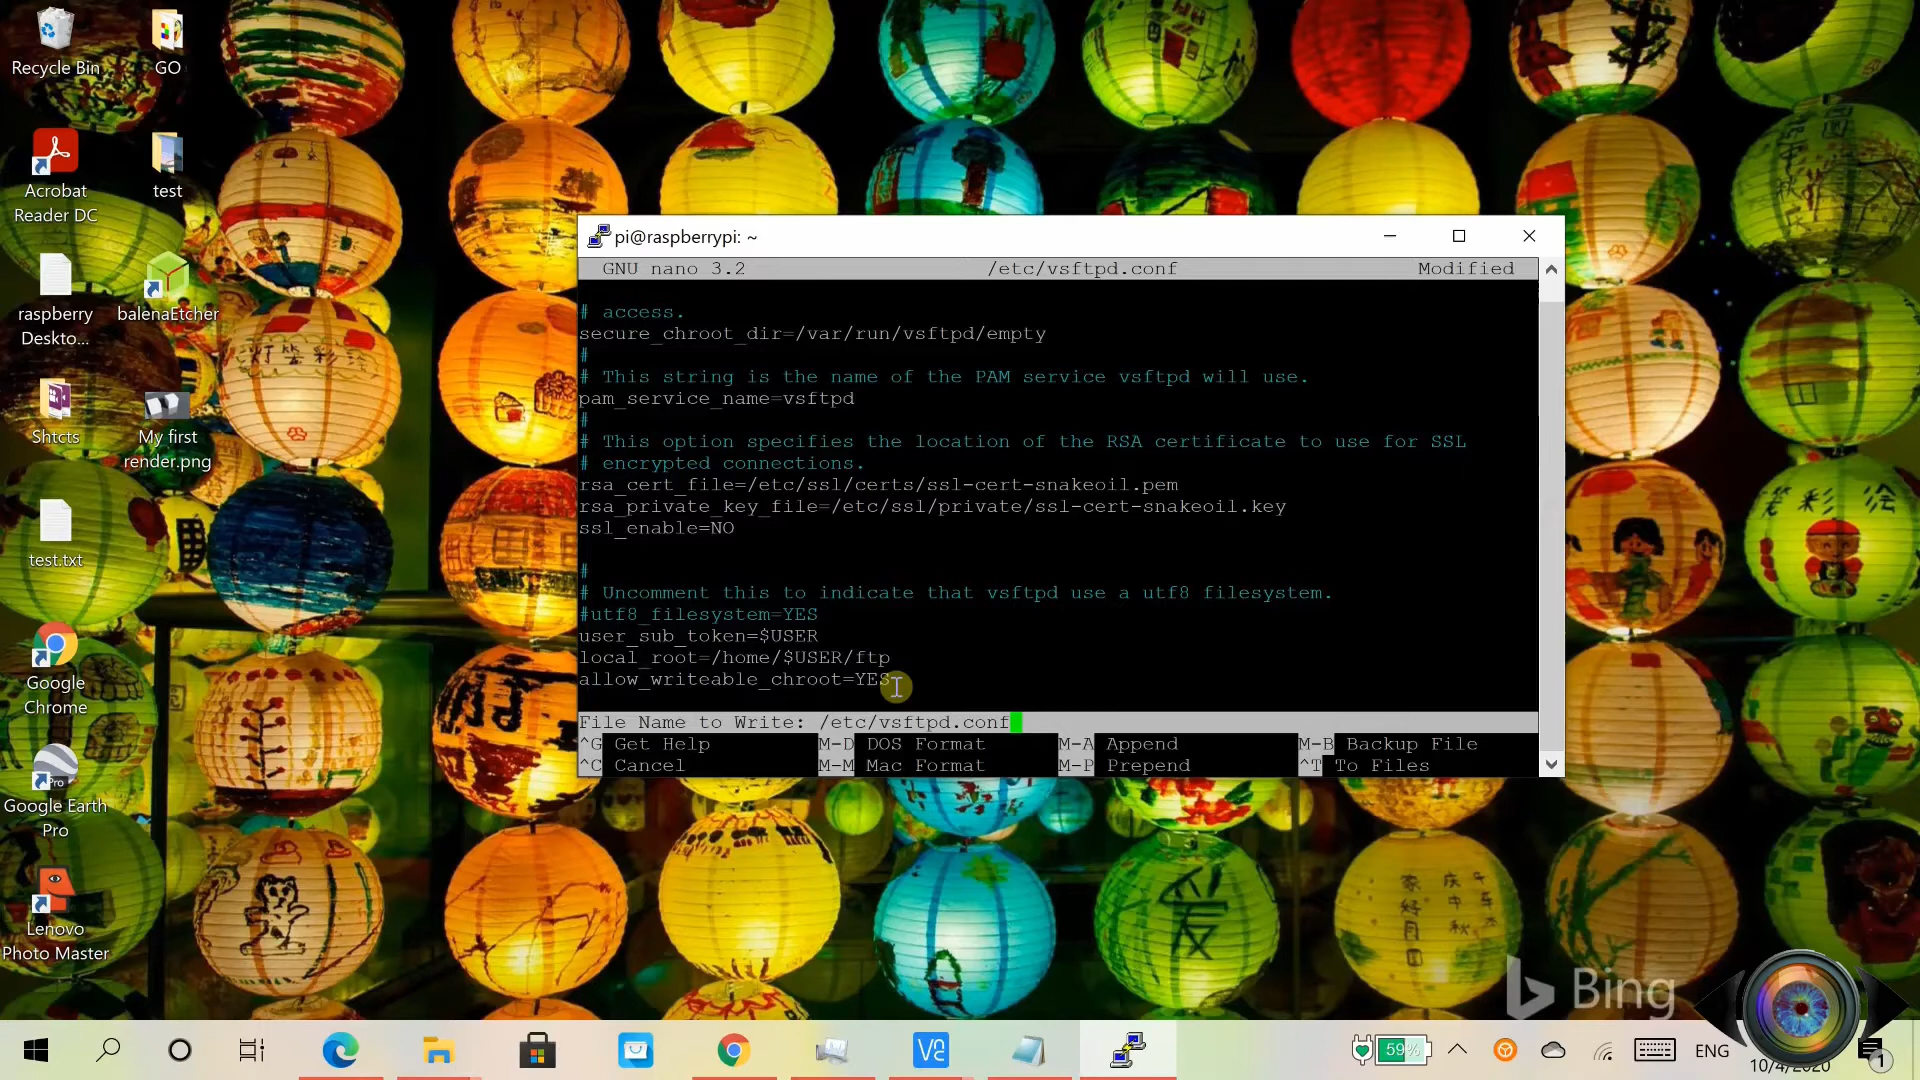 Recycle Bin
GO
Acrobat
Reader DC
test
raspberry
Deskto...
balenaEtcher
Shtcts
My first
render.png
test.txt
Google
Chrome
Google Earth
Pro
Lenovo
Photo Master
pi@raspberrypi: ~
GNU nano 3.2 /etc/vsftpd.conf Modified
# access.
secure_chroot_dir=/var/run/vsftpd/empty
#
# This string is the name of the PAM service vsftpd will use.
pam_service_name=vsftpd
#
# This option specifies the location of the RSA certificate to use for SSL
# encrypted connections.
rsa_cert_file=/etc/ssl/certs/ssl-cert-snakeoil.pem
rsa_private_key_file=/etc/ssl/private/ssl-cert-snakeoil.key
ssl_enable=NO
#
# Uncomment this to indicate that vsftpd use a utf8 filesystem.
#utf8_filesystem=YES
user_sub_token=$USER
local_root=/home/$USER/ftp
allow_writeable_chroot=YES
File Name to Write: /etc/vsftpd.conf
^G Get Help M-D DOS Format M-A Append M-B Backup File
^C Cancel M-M Mac Format M-P Prepend ^T To Files
Bing
59%
ENG
10/4/2020
1